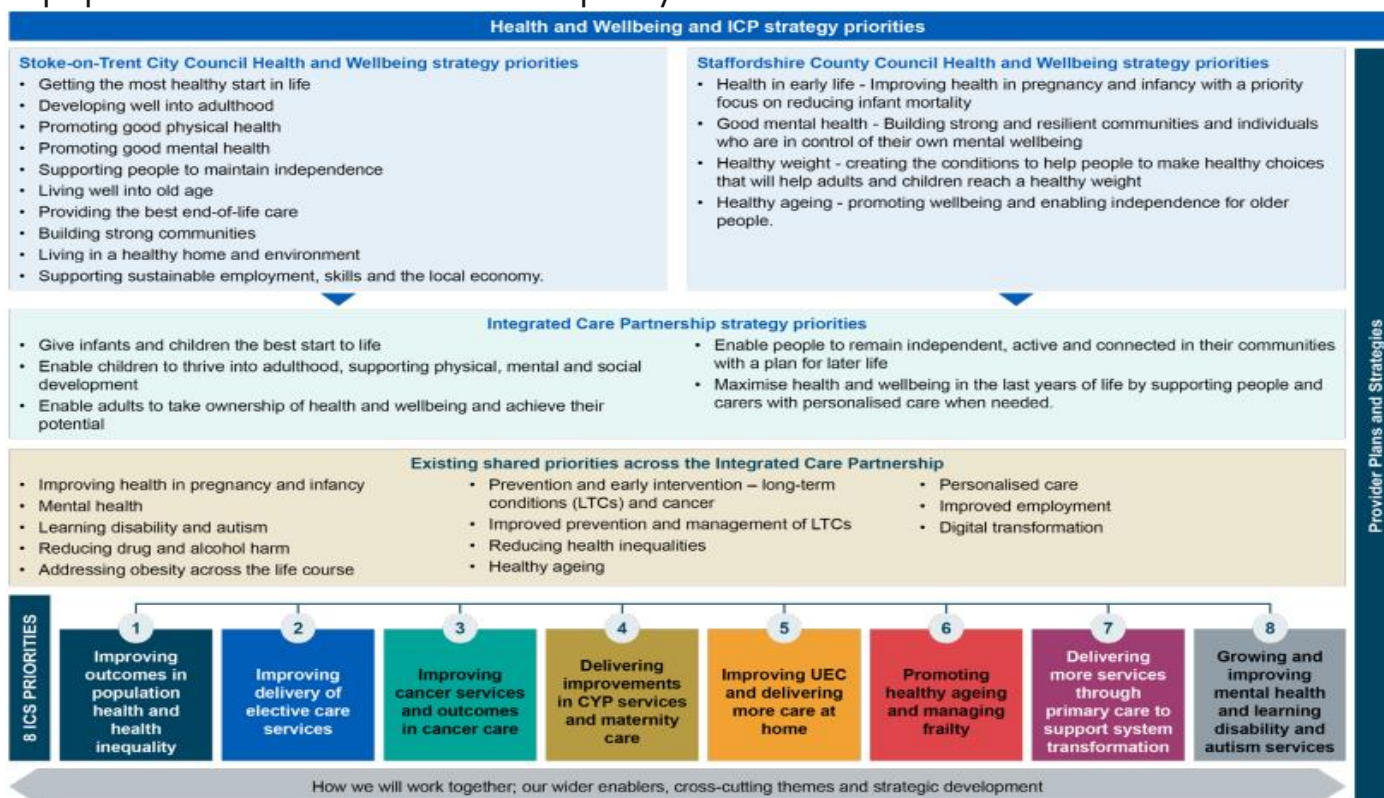 Health and Wellbeing and ICP strategy priorities
Stoke-on-Trent City Council Health and Wellbeing strategy priorities
• Getting the most healthy start in life
• Developing well into adulthood
• Promoting good physical health
• Promoting good mental health
• Supporting people to maintain independence
• Living well into old age
• Providing the best end-of-life care
• Building strong communities
• Living in a healthy home and environment
• Supporting sustainable employment, skills and the local economy.
Staffordshire County Council Health and Wellbeing strategy priorities
• Health in early life - Improving health in pregnancy and infancy with a priority
focus on reducing infant mortality
• Good mental health - Building strong and resilient communities and individuals
who are in control of their own mental wellbeing
• Healthy weight - creating the conditions to help people to make healthy choices
that will help adults and children reach a healthy weight
• Healthy ageing - promoting wellbeing and enabling independence for older
people.
Integrated Care Partnership strategy priorities
• Give infants and children the best start to life
• Enable children to thrive into adulthood, supporting physical, mental and social
development
• Enable adults to take ownership of health and wellbeing and achieve their
potential
• Enable people to remain independent, active and connected in their communities
with a plan for later life
• Maximise health and wellbeing in the last years of life by supporting people and
carers with personalised care when needed.
Existing shared priorities across the Integrated Care Partnership
• Improving health in pregnancy and infancy
• Mental health
• Learning disability and autism
• Reducing drug and alcohol harm
• Addressing obesity across the life course
• Prevention and early intervention – long-term
conditions (LTCs) and cancer
• Improved prevention and management of LTCs
• Reducing health inequalities
• Healthy ageing
• Personalised care
• Improved employment
• Digital transformation
Provider Plans and Strategies
8 ICS PRIORITIES
1
Improving
outcomes in
population
health and
health
inequality
2
Improving
delivery of
elective care
services
3
Improving
cancer services
and outcomes
in cancer care
4
Delivering
improvements
in CYP services
and maternity
care
5
Improving UEC
and delivering
more care at
home
6
Promoting
healthy ageing
and managing
frailty
7
Delivering
more services
through
primary care to
support system
transformation
8
Growing and
improving
mental health
and learning
disability and
autism services
How we will work together; our wider enablers, cross-cutting themes and strategic development